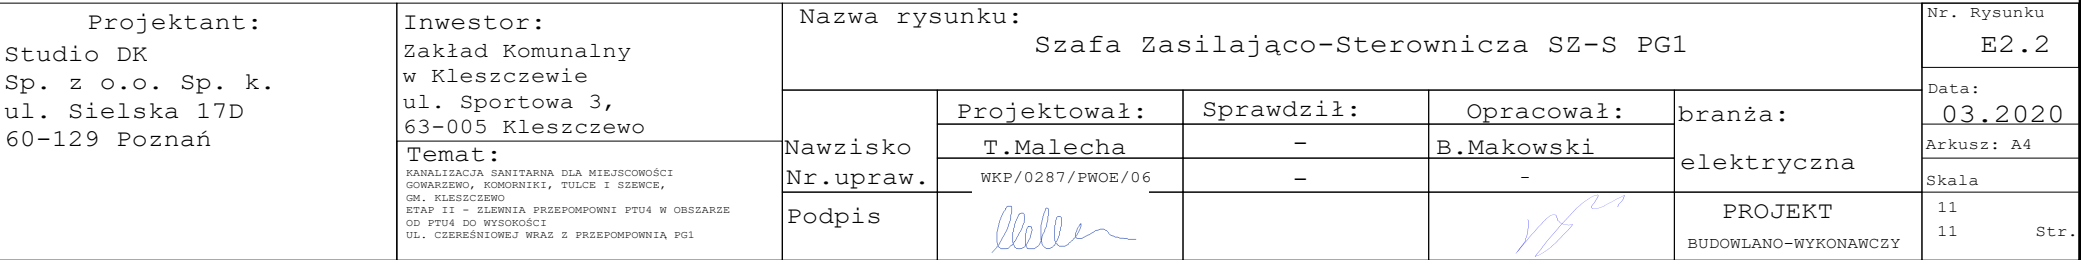 Projektant:
Studio DK
Sp. z o.o. Sp. k.
ul. Sielska 17D
60-129 Poznań
Inwestor:
Zakład Komunalny
w Kleszczewie
ul. Sportowa 3,
63-005 Kleszczewo
Temat:
KANALIZACJA SANITARNA DLA MIEJSCOWOŚCI
GOWARZEWO, KOMORNIKI, TULCE I SZEWCE,
GM. KLESZCZEWO
ETAP II - ZLEWNIA PRZEPOMPOWNI PTU4 W OBSZARZE
OD PTU4 DO WYSOKOŚCI
UL. CZEREŚNIOWEJ WRAZ Z PRZEPOMPOWNIĄ PG1
Nazwa rysunku:
Szafa Zasilająco-Sterownicza SZ-S PG1
Projektował: Sprawdził: Opracował:
Nawzisko T.Malecha - B.Makowski
Nr.upraw. WKP/0287/PWOE/06 - -
Podpis
branża:
elektryczna
PROJEKT
BUDOWLANO-WYKONAWCZY
Nr. Rysunku
E2.2
Data:
03.2020
Arkusz: A4
Skala
11
11 Str.